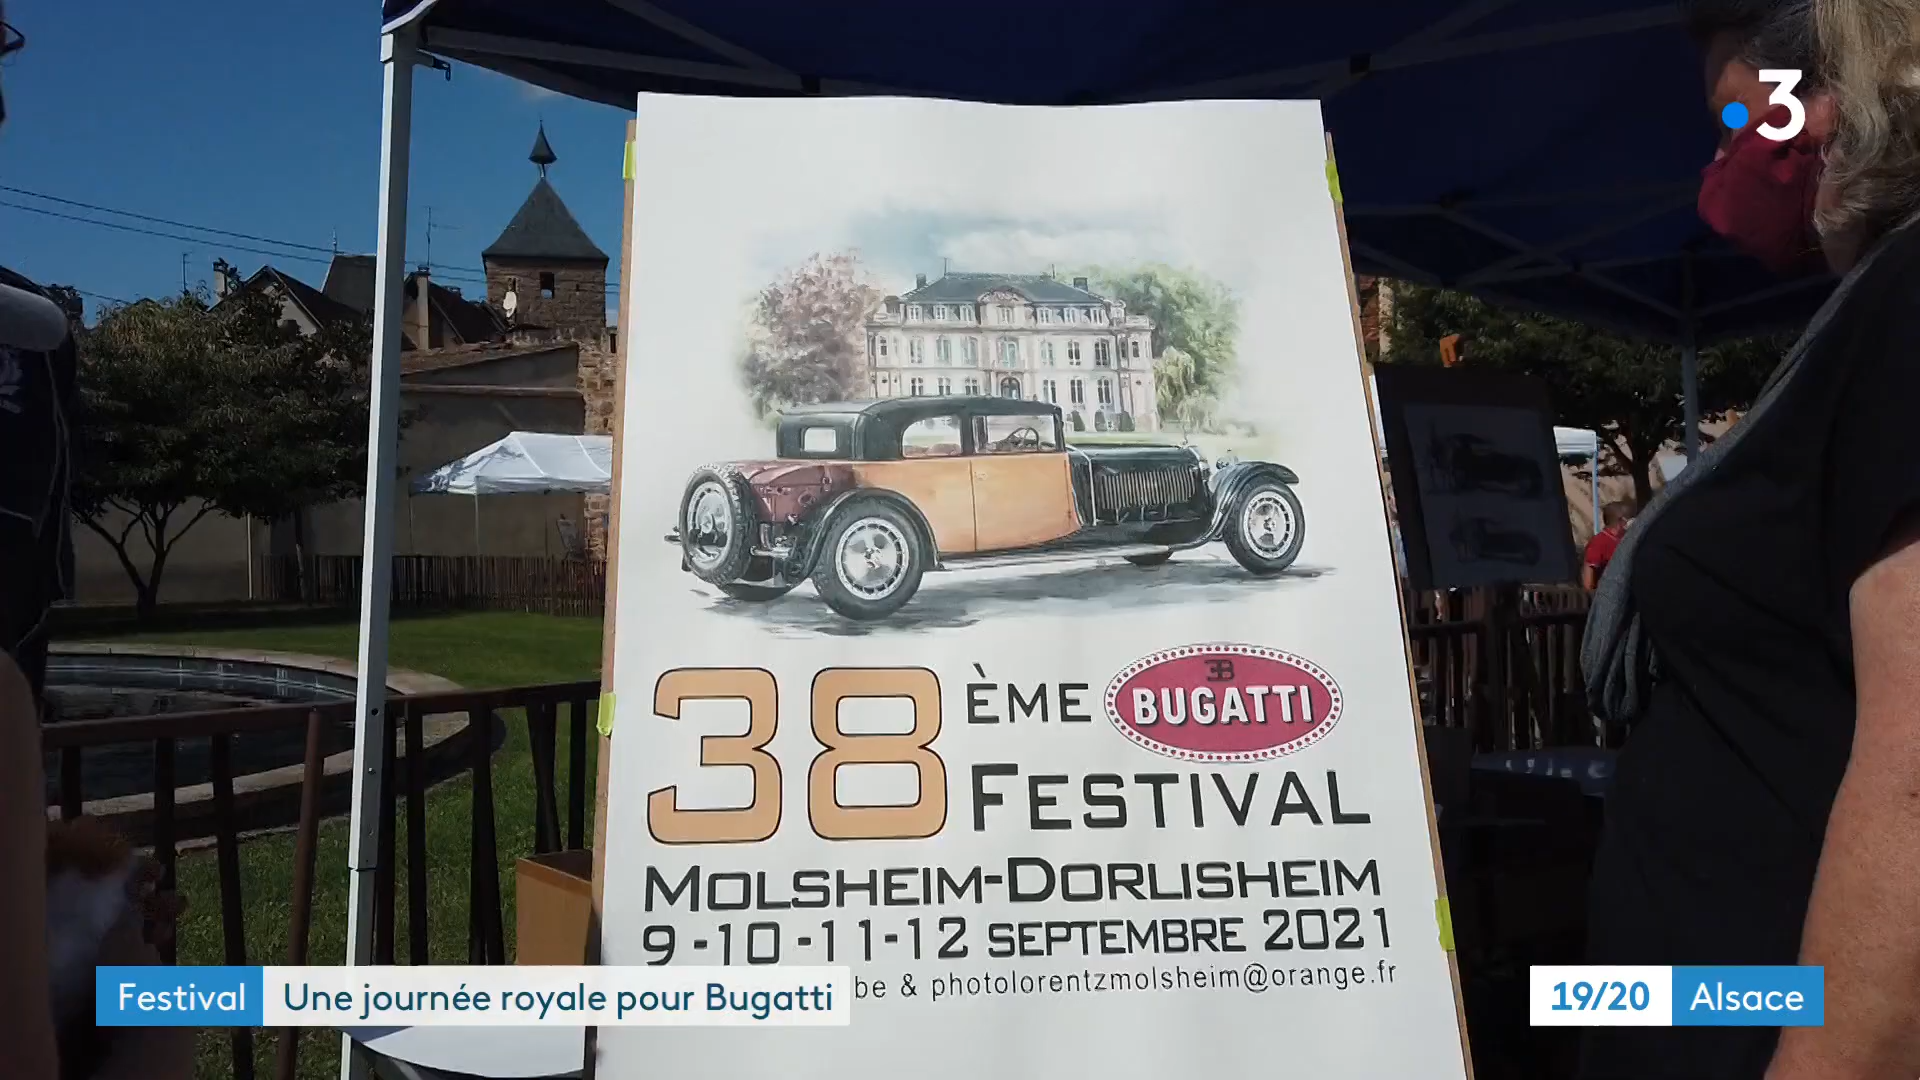 3
38 ÈME
BUGATTI
FESTIVAL
MOLSHEIM-DORLISHEIM
9-10-11-12 SEPTEMBRE 2021
be & photolorentzmolsheim@orange.fr
Festival Une journée royale pour Bugatti
19/20 Alsace